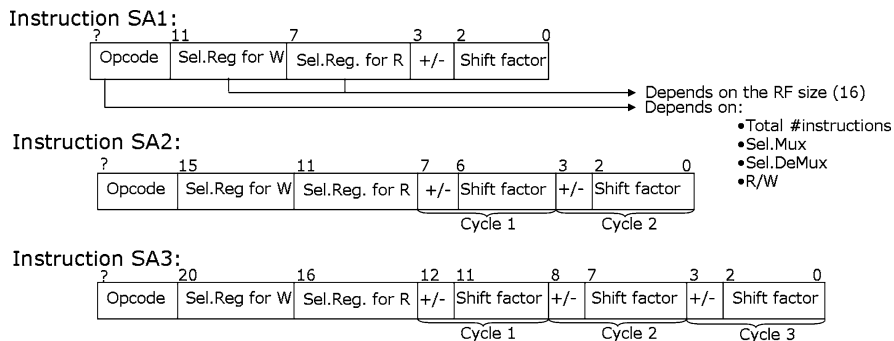 Instruction SA1:
? 11 7 3 2 0
Opcode Sel.Reg for W Sel.Reg. for R +/- Shift factor
Depends on the RF size (16)
Depends on:
•Total #instructions
•Sel.Mux
•Sel.DeMux
•R/W
Instruction SA2:
? 15 11 7 6 3 2 0
Opcode Sel.Reg for W Sel.Reg. for R +/- Shift factor +/- Shift factor
Cycle 1 Cycle 2
Instruction SA3:
? 20 16 12 11 8 7 3 2 0
Opcode Sel.Reg for W Sel.Reg. for R +/- Shift factor +/- Shift factor +/- Shift factor
Cycle 1 Cycle 2 Cycle 3